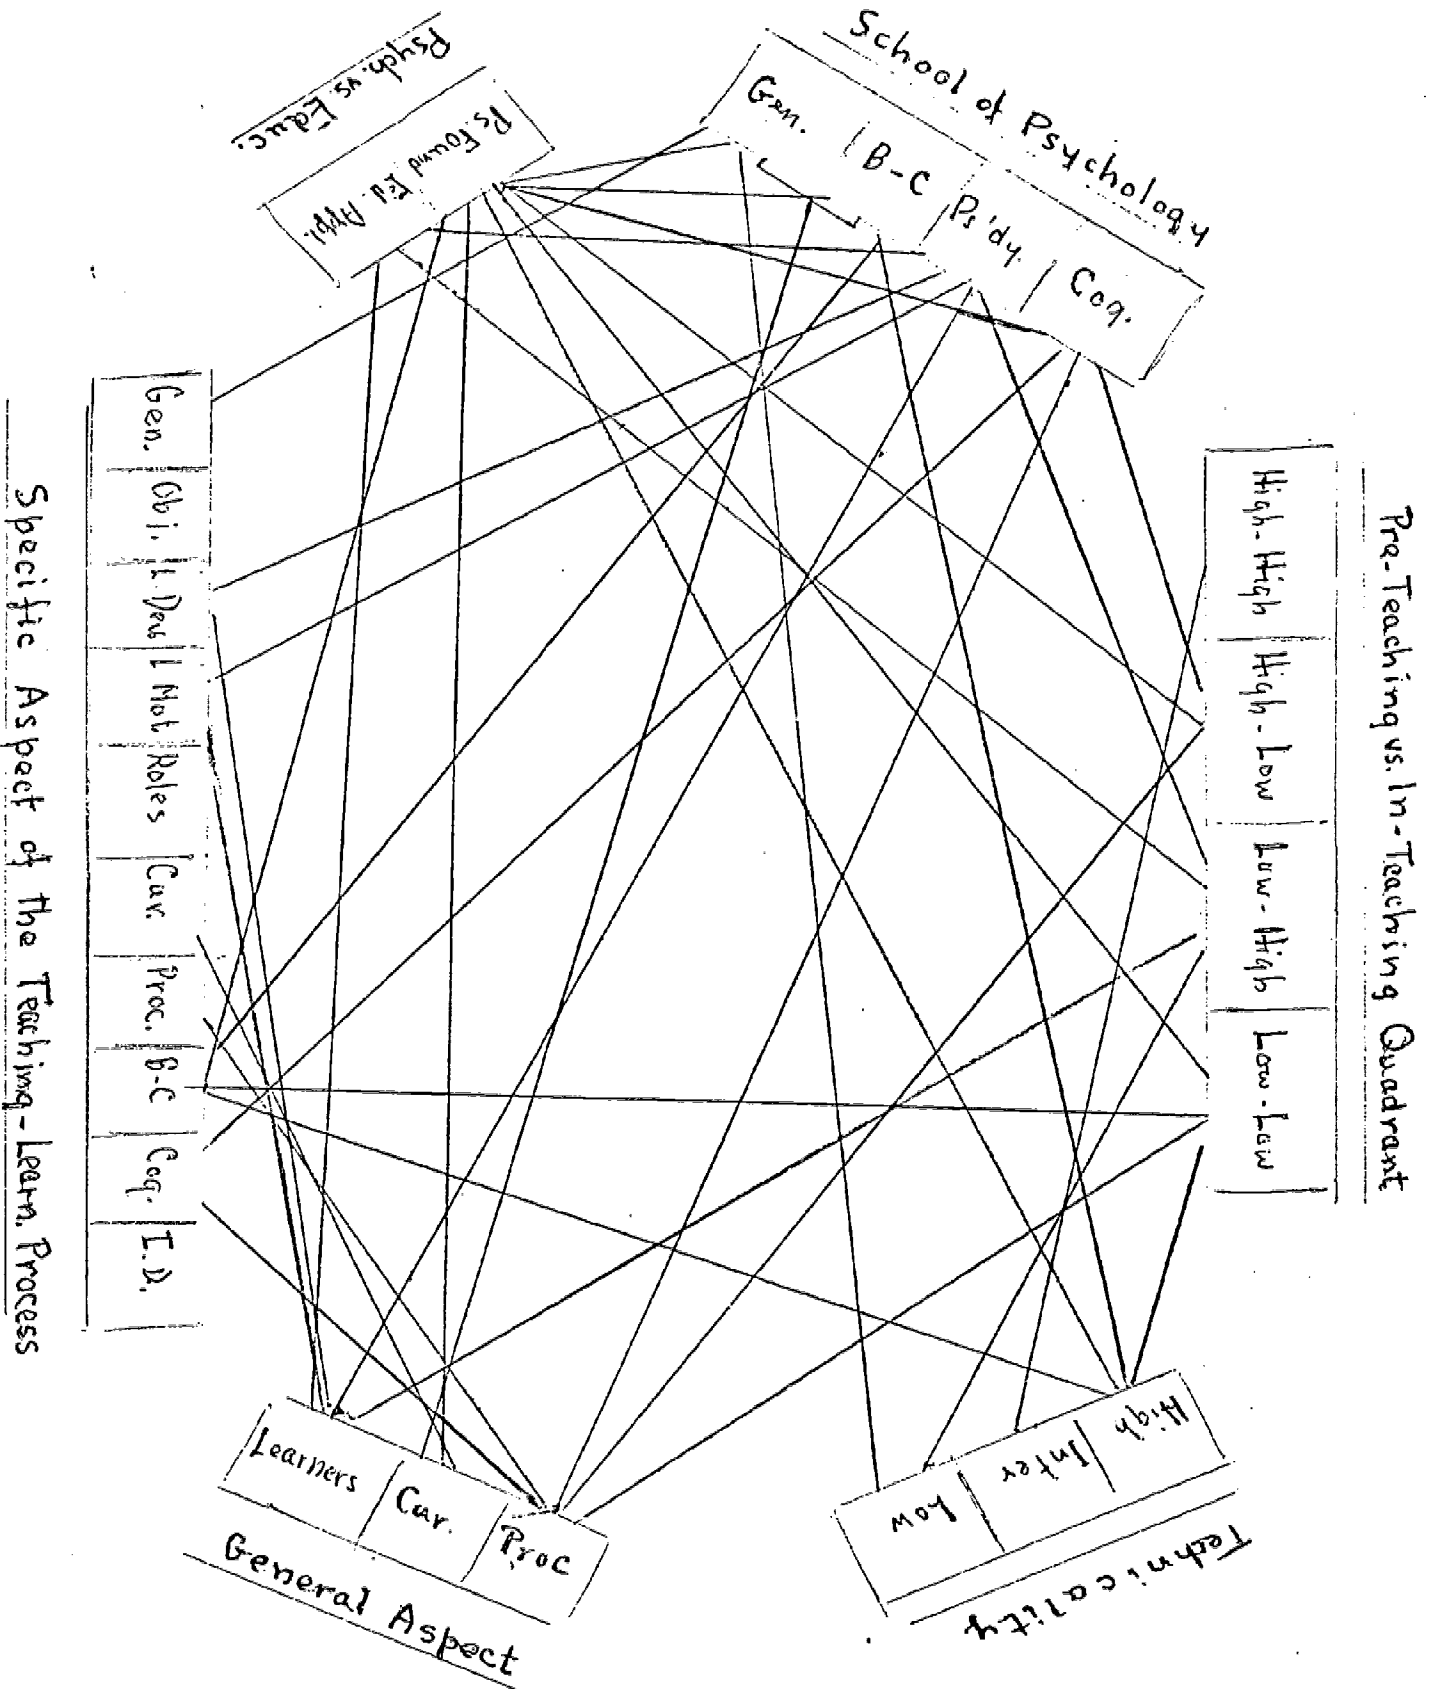 School of Psychology
Gen.
B-C
Ps'dy.
Cog.
Psych. vs. Educ.
Ps. Found
Ed. Appl.
Pre-Teaching vs. In-Teaching Quadrant
High-High
High-Low
Low-High
Low-Low
Technicality
High
Inter
Low
General Aspect
Learners
Cur.
Proc
Specific Aspect of the Teaching-Learn. Process
Gen.
Obj.
L Dev
L Mot
Roles
Cur.
Proc.
B-C
Cog.
I.D.